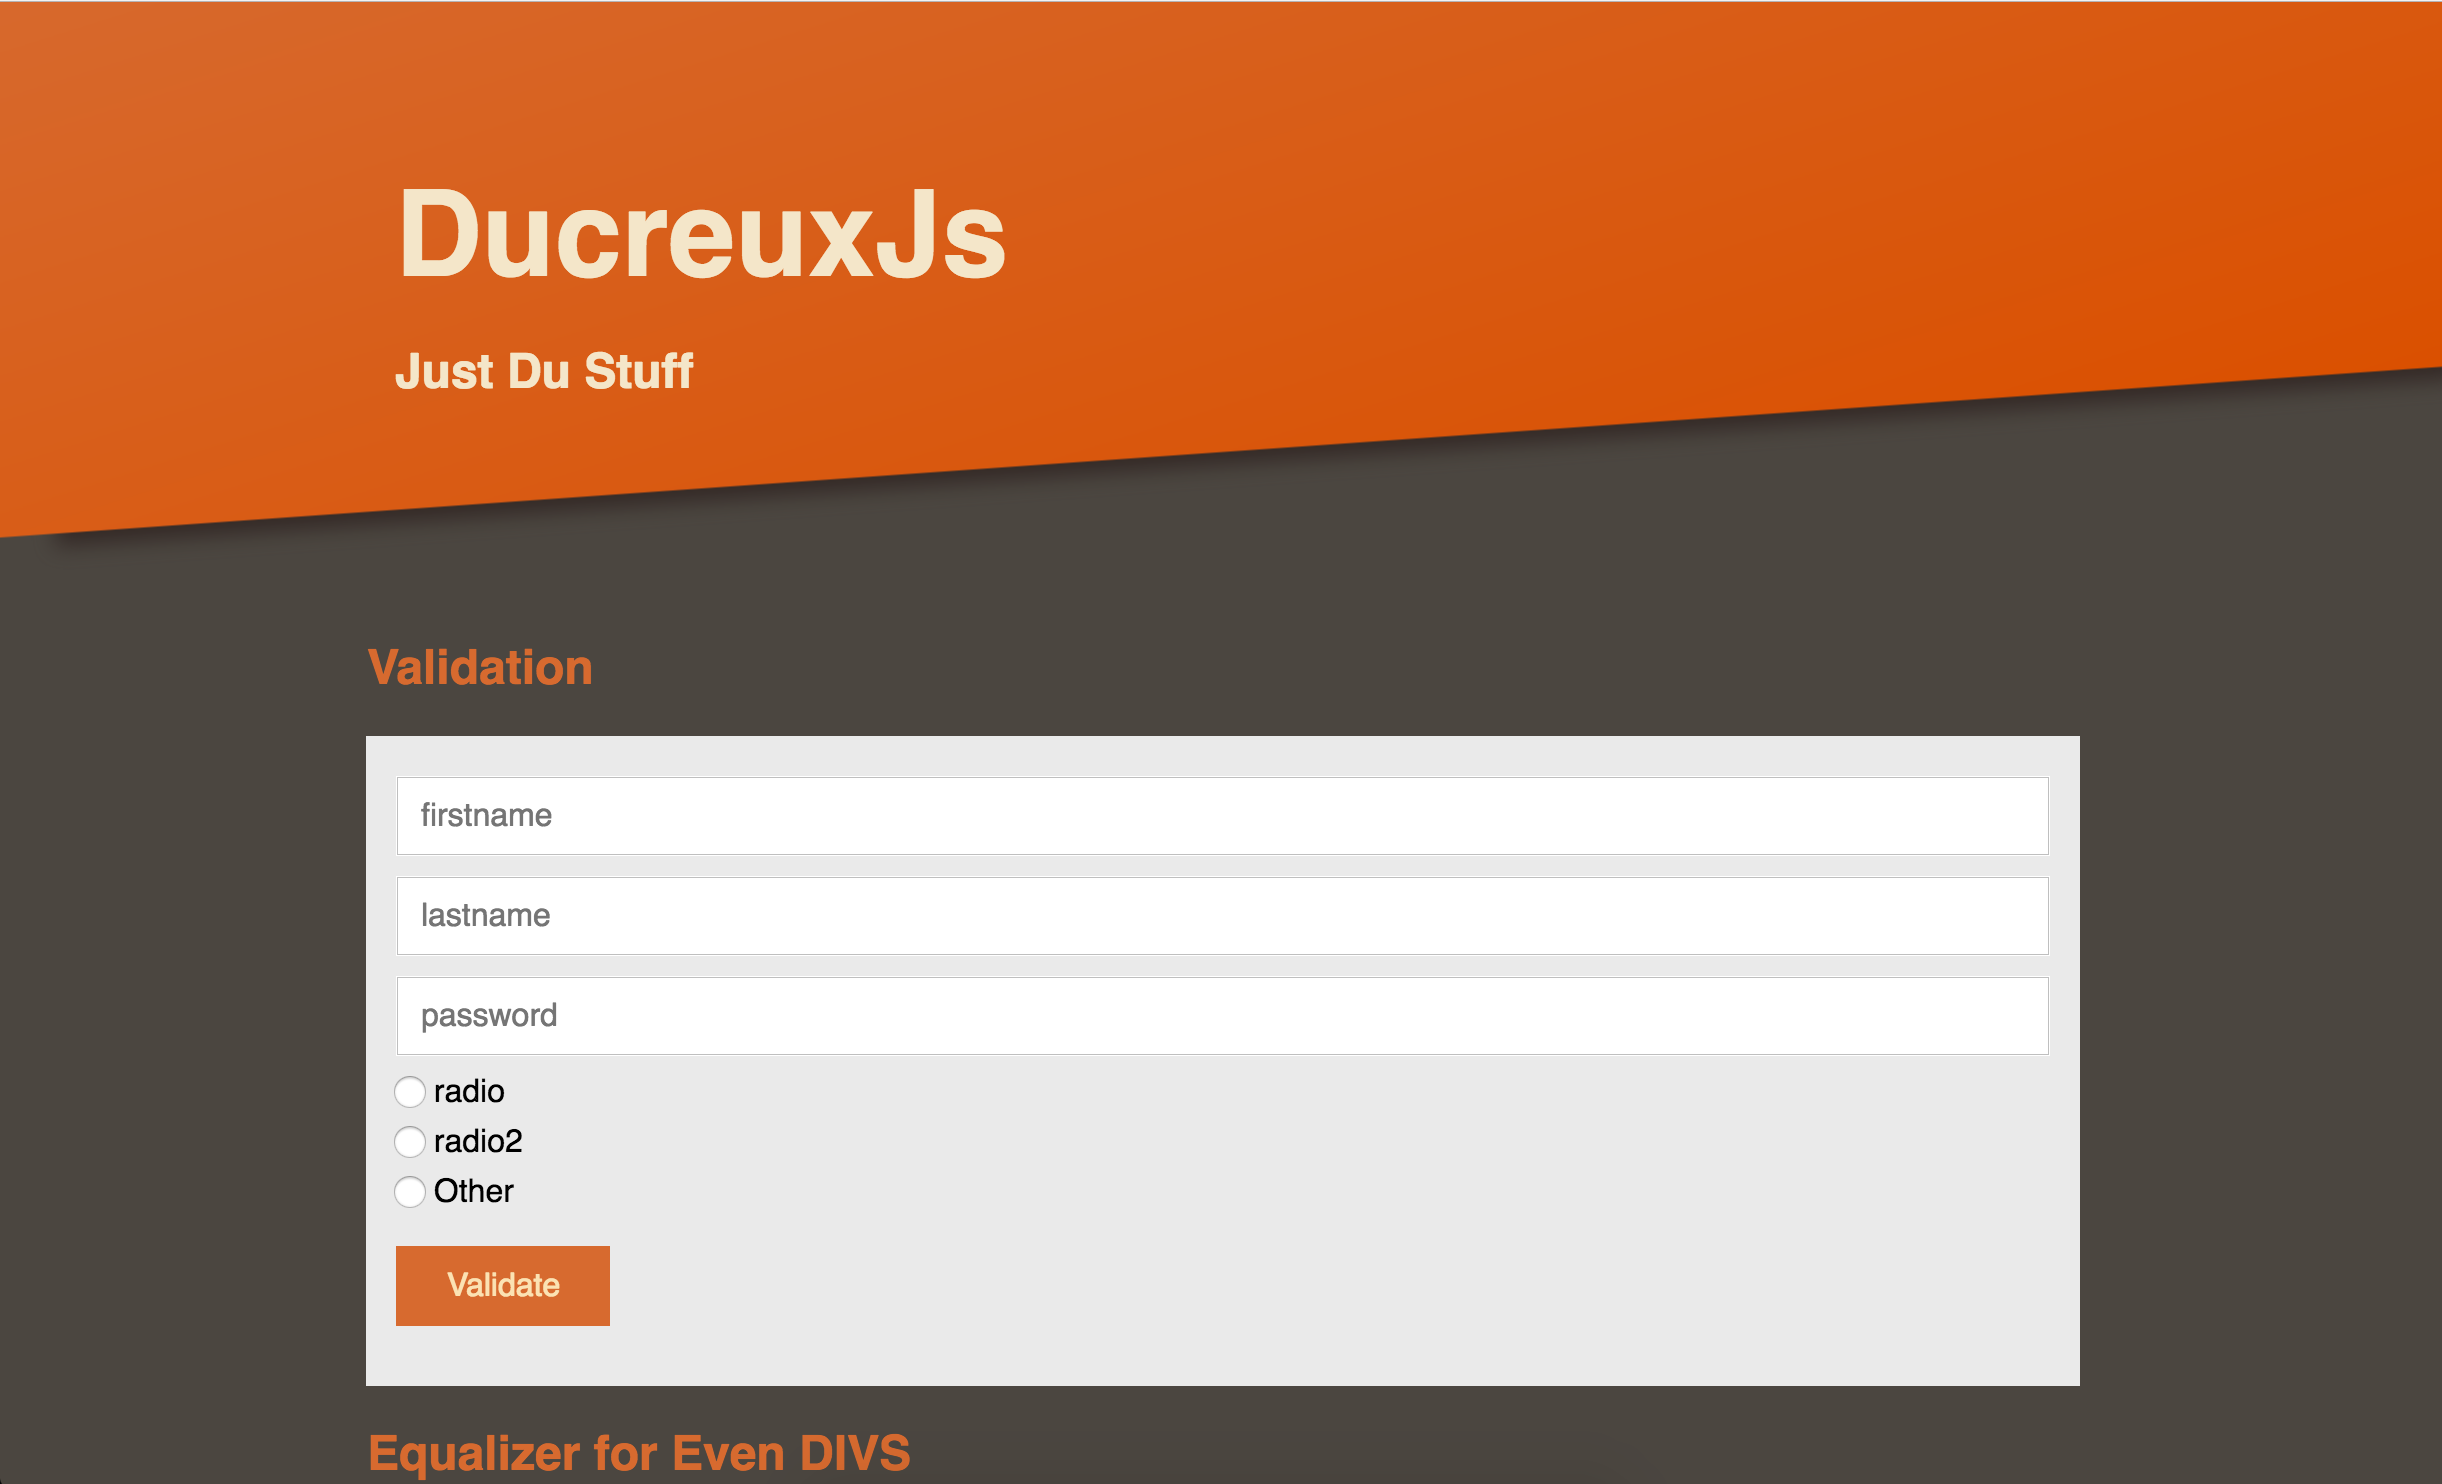 DucreuxJs
Just Du Stuff
Validation
firstname
lastname
password
radio
radio2
Other
Validate
Equalizer for Even DIVS